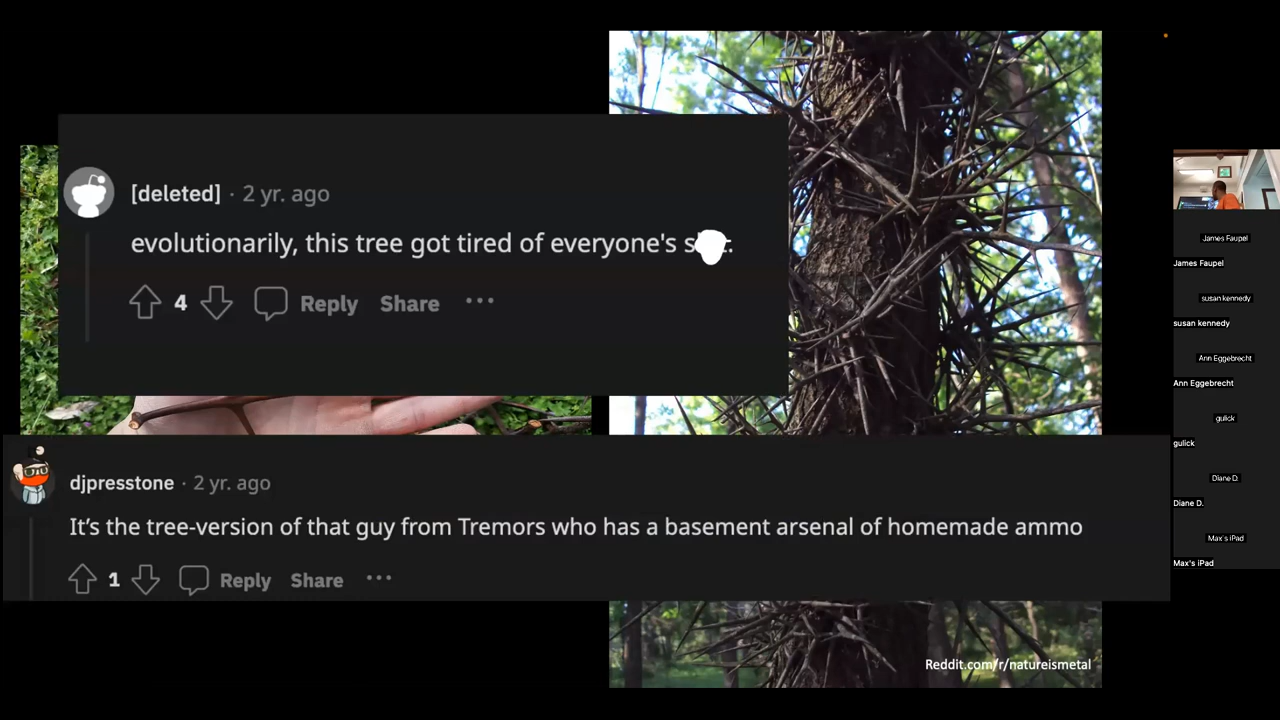 [deleted] · 2 yr. ago
evolutionarily, this tree got tired of everyone's
4 Reply Share ···
djpresstone · 2 yr. ago
It's the tree-version of that guy from Tremors who has a basement arsenal of homemade ammo
1 Reply Share ···
Reddit.com/r/natureismetal
James Faupel
James Faupel
susan kennedy
susan kennedy
Ann Eggebrecht
Ann Eggebrecht
gulick
gulick
Diane D.
Diane D.
Max's iPad
Max's iPad